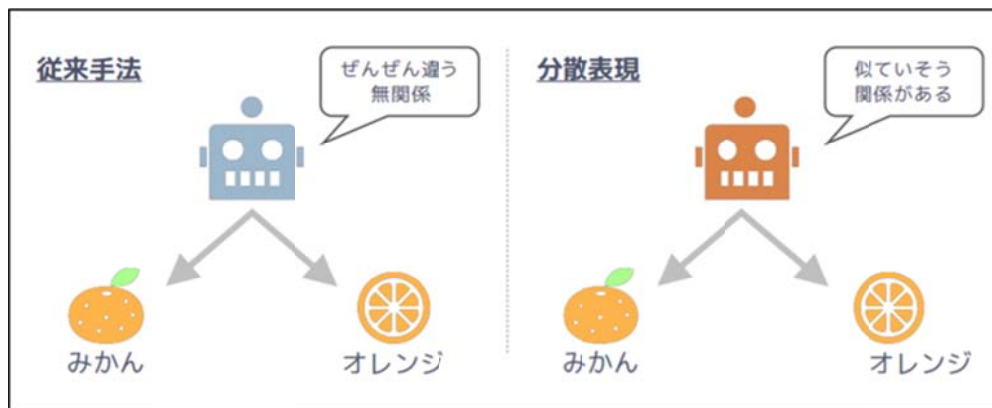 従来手法
ぜんぜん違う
無関係
みかん
オレンジ
分散表現
似ていそう
関係がある
みかん
オレンジ